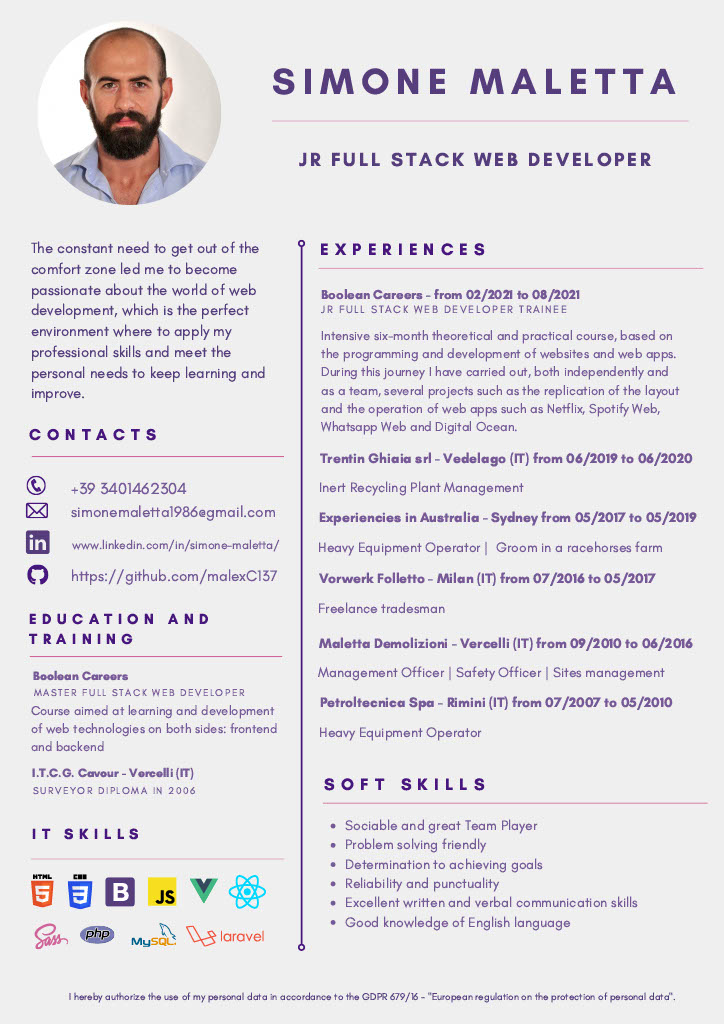 SIMONE MALETTA
JR FULL STACK WEB DEVELOPER
The constant need to get out of the
comfort zone led me to become
passionate about the world of web
development, which is the perfect
environment where to apply my
professional skills and meet the
personal needs to keep learning and
improve.
CONTACTS
+39 3401462304
simonemaletta1986@gmail.com
www.linkedin.com/in/simone-maletta/
in
https://github.com/malexC137
EDUCATION AND
TRAINING
Boolean Careers
MASTER FULL STACK WEB DEVELOPER
Course aimed at learning and development
of web technologies on both sides: frontend
and backend
I.T.C.G. Cavour - Vercelli (IT)
SURVEYOR DIPLOMA IN 2006
IT SKILLS
HTML 5
CSS 3
B
JS
Sass
php
MySQL
laravel
EXPERIENCES
Boolean Careers - from 02/2021 to 08/2021
JR FULL STACK WEB DEVELOPER TRAINEE
Intensive six-month theoretical and practical course, based on
the programming and development of websites and web apps.
During this journey I have carried out, both independently and
as a team, several projects such as the replication of the layout
and the operation of web apps such as Netflix, Spotify Web,
Whatsapp Web and Digital Ocean.
Trentin Ghiaia srl - Vedelago (IT) from 06/2019 to 06/2020
Inert Recycling Plant Management
Experiencies in Australia - Sydney from 05/2017 to 05/2019
Heavy Equipment Operator | Groom in a racehorses farm
Vorwerk Folletto - Milan (IT) from 07/2016 to 05/2017
Freelance tradesman
Maletta Demolizioni - Vercelli (IT) from 09/2010 to 06/2016
Management Officer | Safety Officer | Sites management
Petroltecnica Spa - Rimini (IT) from 07/2007 to 05/2010
Heavy Equipment Operator
SOFT SKILLS
• Sociable and great Team Player
• Problem solving friendly
• Determination to achieving goals
• Reliability and punctuality
• Excellent written and verbal communication skills
• Good knowledge of English language
I hereby authorize the use of my personal data in accordance to the GDPR 679/16 - "European regulation on the protection of personal data".